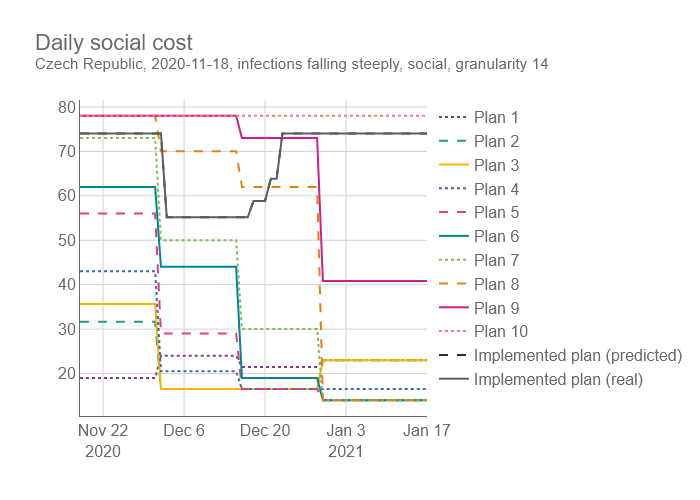 Daily social cost
Czech Republic, 2020-11-18, infections falling steeply, social, granularity 14
80
70
60
50
40
30
20
Nov 22
2020
Dec 6
Dec 20
Jan 3
2021
Jan 17
Plan 1
Plan 2
Plan 3
Plan 4
Plan 5
Plan 6
Plan 7
Plan 8
Plan 9
Plan 10
Implemented plan (predicted)
Implemented plan (real)